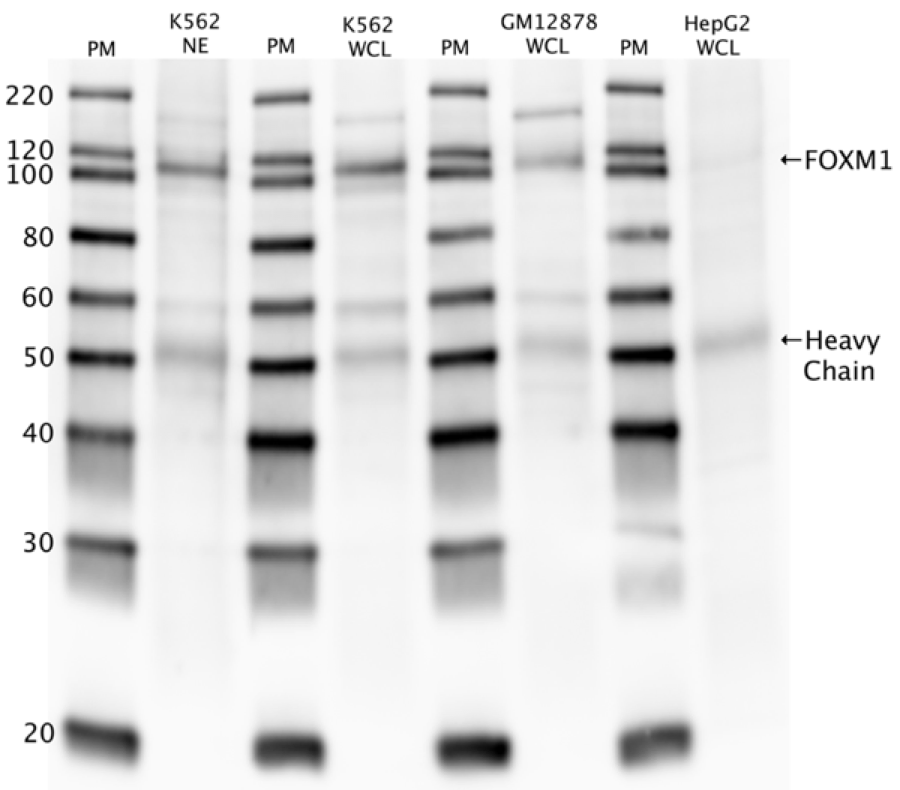 PM
K562
NE
PM
K562
WCL
PM
GM12878
WCL
PM
HepG2
WCL
220
120
100
80
60
50
40
30
20
←FOXM1
←Heavy
Chain